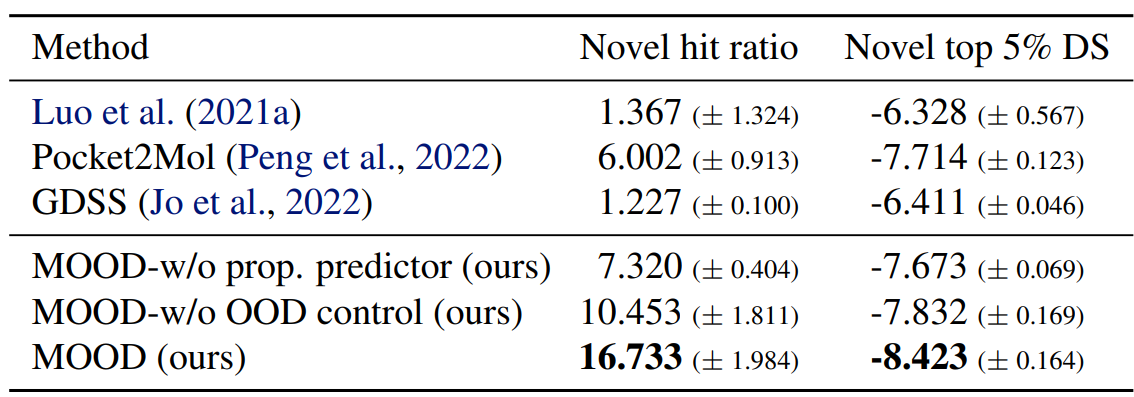 Method Novel hit ratio Novel top 5% DS
Luo et al. (2021a) 1.367 (± 1.324) -6.328 (± 0.567)
Pocket2Mol (Peng et al., 2022) 6.002 (± 0.913) -7.714 (± 0.123)
GDSS (Jo et al., 2022) 1.227 (± 0.100) -6.411 (± 0.046)
MOOD-w/o prop. predictor (ours) 7.320 (± 0.404) -7.673 (± 0.069)
MOOD-w/o OOD control (ours) 10.453 (± 1.811) -7.832 (± 0.169)
MOOD (ours) 16.733 (± 1.984) -8.423 (± 0.164)